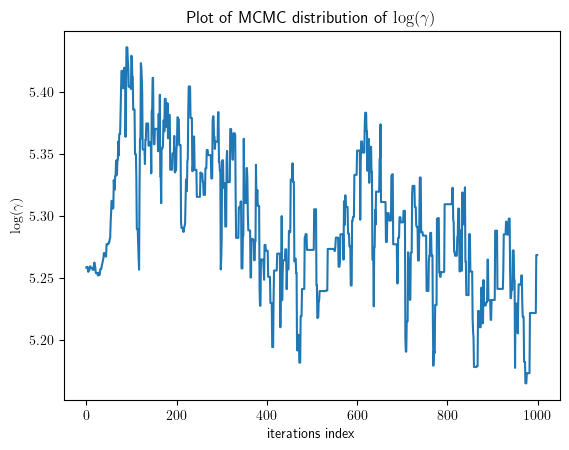 Plot of MCMC distribution of log(γ)
log(γ)
5.40
5.35
5.30
5.25
5.20
0 200 400 600 800 1000
iterations index